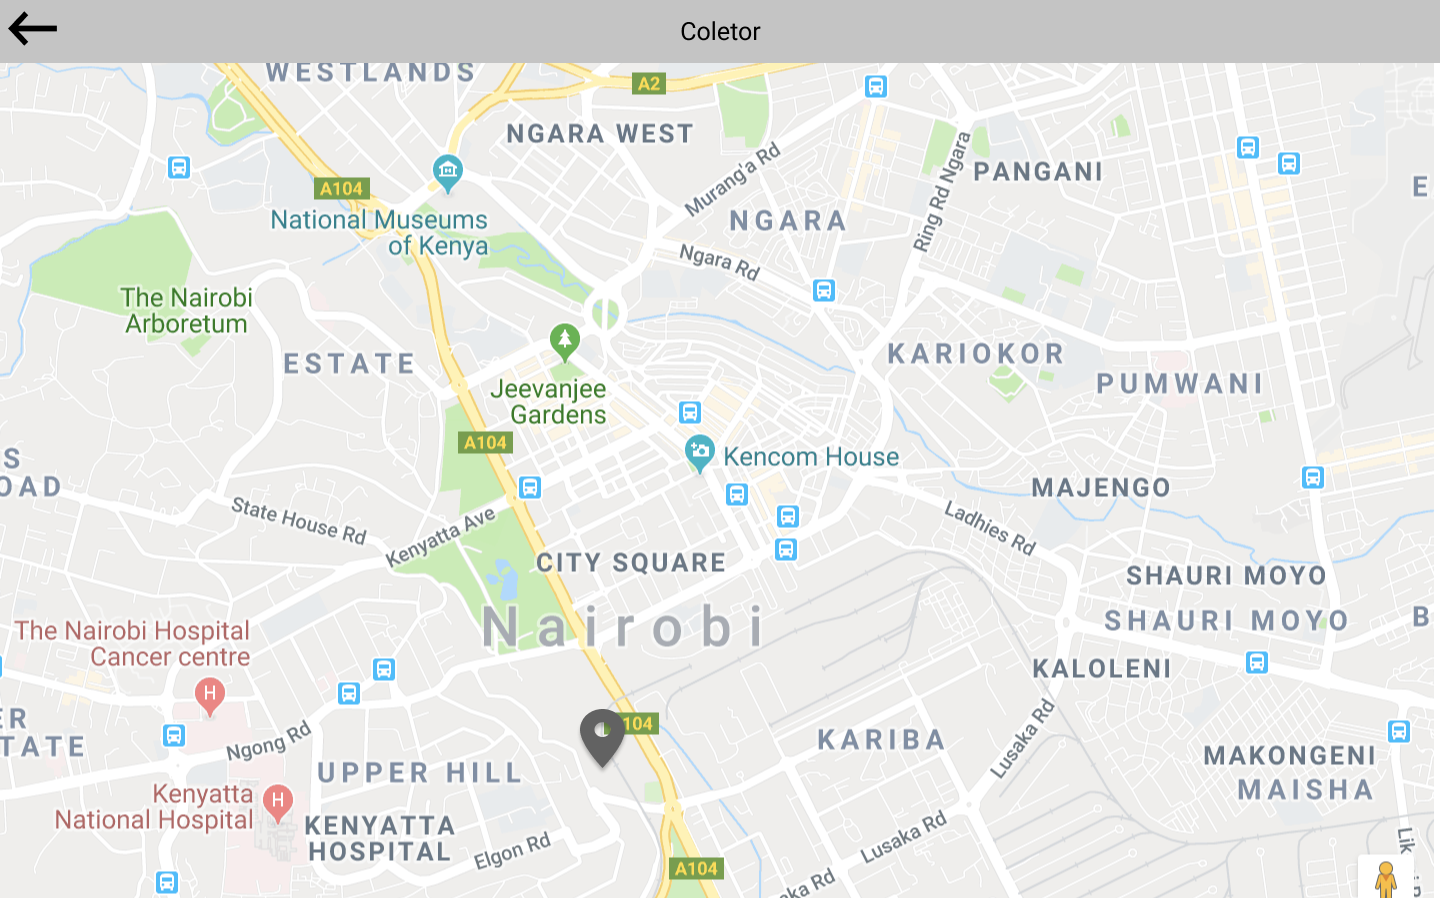 Coletor
WESTLANDS
A2
NGARA WEST
Murang'a Rd
Ring Rd Ngara
PANGANI
E
A104
National Museums
of Kenya
NGARA
Ngara Rd
The Nairobi
Arboretum
ESTATE
Jeevanjee
Gardens
KARIOKOR
PUMWANI
A104
Kencom House
S
OAD
MAJENGO
State House Rd
Kenyatta Ave
Ladhies Rd
CITY SQUARE
SHAURI MOYO
SHAURI MOYO
B
Nairobi
The Nairobi Hospital
Cancer centre
H
KALOLENI
ER
TATE
Ngong Rd
104
KARIBA
Lusaka Rd
MAKONGENI
MAISHA
UPPER HILL
Kenyatta
National Hospital
H
KENYATTA
HOSPITAL
Elgon Rd
Lusaka Rd
aka Rd
A104
Lik